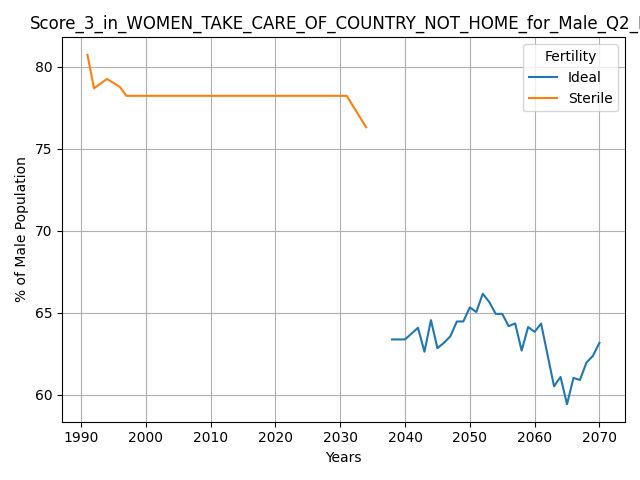 Score_3_in_WOMEN_TAKE_CARE_OF_COUNTRY_NOT_HOME_for_Male_Q2_
Fertility
Ideal
Sterile
% of Male Population
80
75
70
65
60
1990 2000 2010 2020 2030 2040 2050 2060 2070
Years